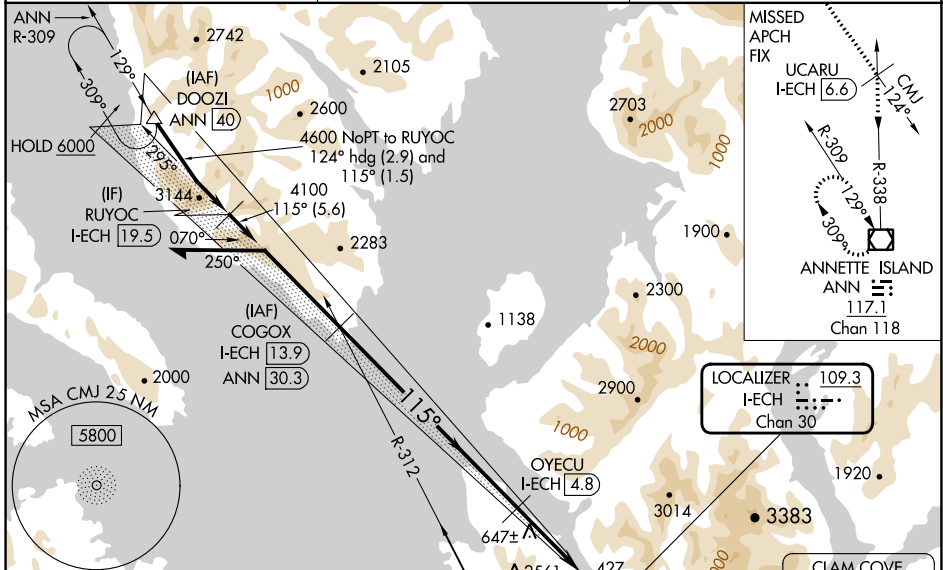 ANN
R-309
129°
309°
HOLD 6000
2742
(IAF)
DOOZI
ANN 40
295°
1000
2105
2600
4600 NoPT to RUYOC
124° hdg (2.9) and
115° (1.5)
3144
(IF)
RUYOC
I-ECH 19.5
4100
115° (5.6)
070°
250°
2283
(IAF)
COGOX
I-ECH 13.9
ANN 30.3
2703
2000
1000
1900
2300
2000
1138
2900
1000
2000
MSA CMJ 25 NM
5800
115°
R-312
OYECU
I-ECH 4.8
647±
2561
427
LOCALIZER 109.3
I-ECH
Chan 30
1920
3014
3383
CLAM COVE
MISSED
APCH
FIX
UCARU
I-ECH 6.6
CMJ
124°
R-309
129°
309°
R-338
ANNETTE ISLAND
ANN
117.1
Chan 118